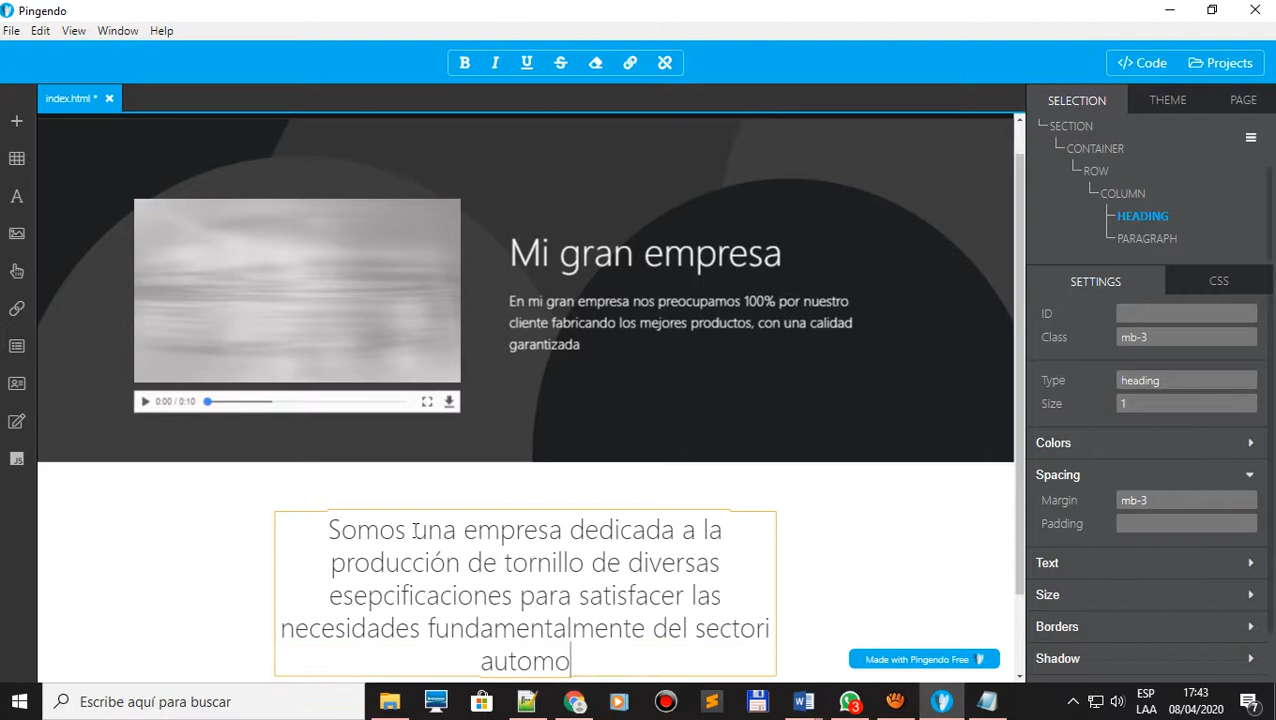 Pingendo
File Edit View Window Help
B I U S
</> Code Projects
index.html *
SELECTION THEME PAGE
SECTION
CONTAINER
ROW
COLUMN
HEADING
PARAGRAPH
SETTINGS CSS
ID
Class mb-3
Type heading
Size 1
Colors
Spacing
Margin mb-3
Padding
Text
Size
Borders
Shadow
0:00 / 0:10
Mi gran empresa
En mi gran empresa nos preocupamos 100% por nuestro
cliente fabricando los mejores productos, con una calidad
garantizada
Somos una empresa dedicada a la
producción de tornillo de diversas
esepcificaciones para satisfacer las
necesidades fundamentalmente del sectori
automo
Made with Pingendo Free
Escribe aquí para buscar
3
ESP
LAA
17:43
08/04/2020
7